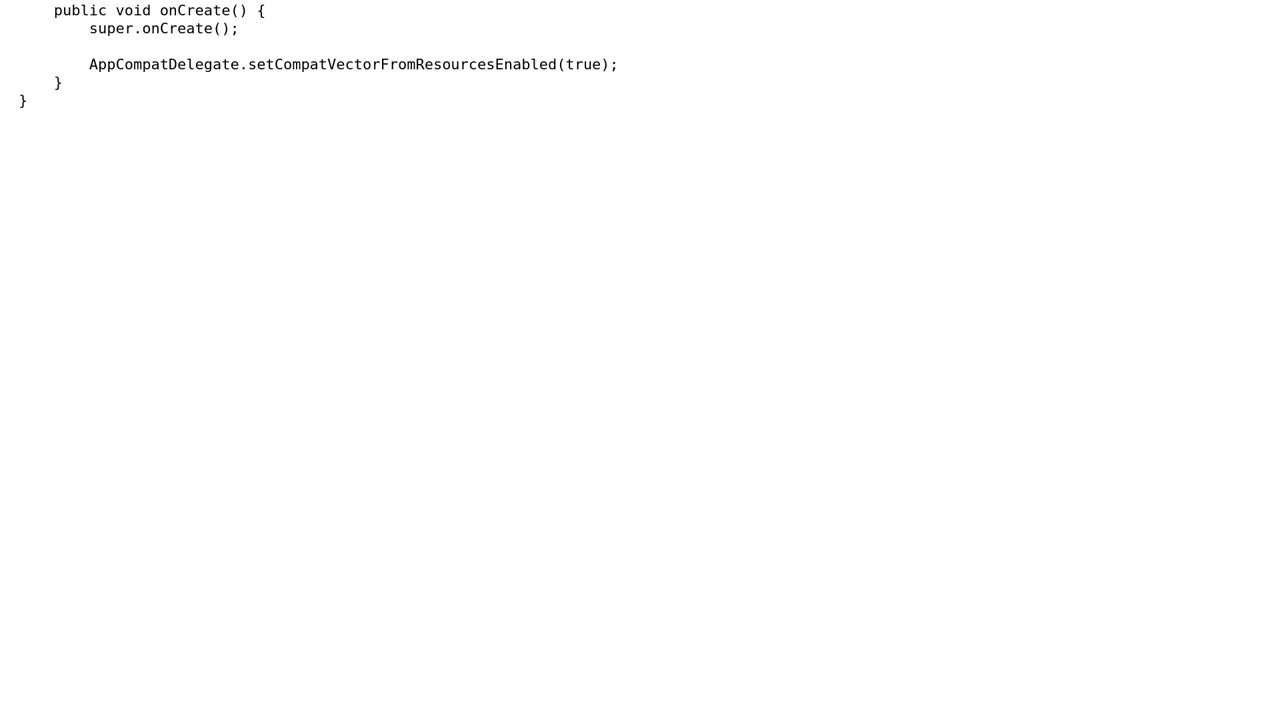 public void onCreate() {
        super.onCreate();

        AppCompatDelegate.setCompatVectorFromResourcesEnabled(true);
    }
}